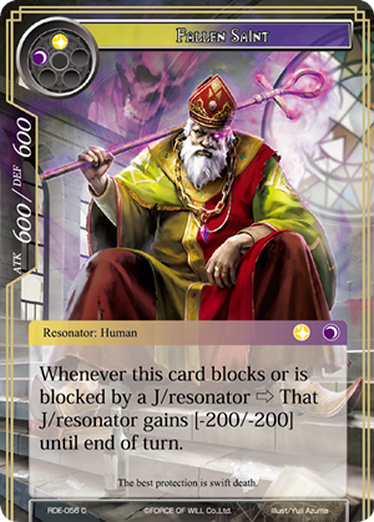 Fallen Saint
ATK 600 / DEF 600
Resonator: Human
Whenever this card blocks or is
blocked by a J/resonator ⇨ That
J/resonator gains [-200/-200]
until end of turn.
The best protection is swift death.
RDE-056 C ©FORCE OF WILL Co.,Ltd. Illust/Yuji Azuma